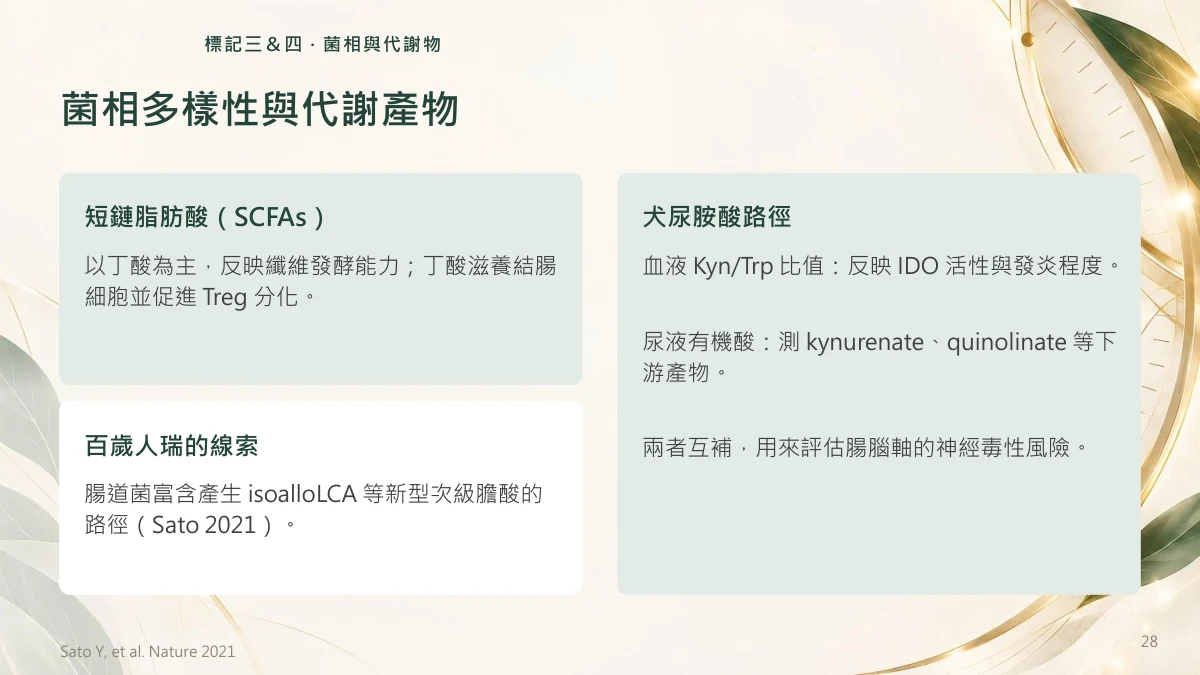 標記三＆四．菌相與代謝物
菌相多樣性與代謝產物
短鏈脂肪酸（SCFAs）
以丁酸為主，反映纖維發酵能力；丁酸滋養結腸
細胞並促進 Treg 分化。
百歲人瑞的線索
腸道菌富含產生 isoalloLCA 等新型次級膽酸的
路徑（Sato 2021）。
犬尿胺酸路徑
血液 Kyn/Trp 比值：反映 IDO 活性與發炎程度。
尿液有機酸：測 kynurenate、quinolinate 等下
游產物。
兩者互補，用來評估腸腦軸的神經毒性風險。
Sato Y, et al. Nature 2021
28